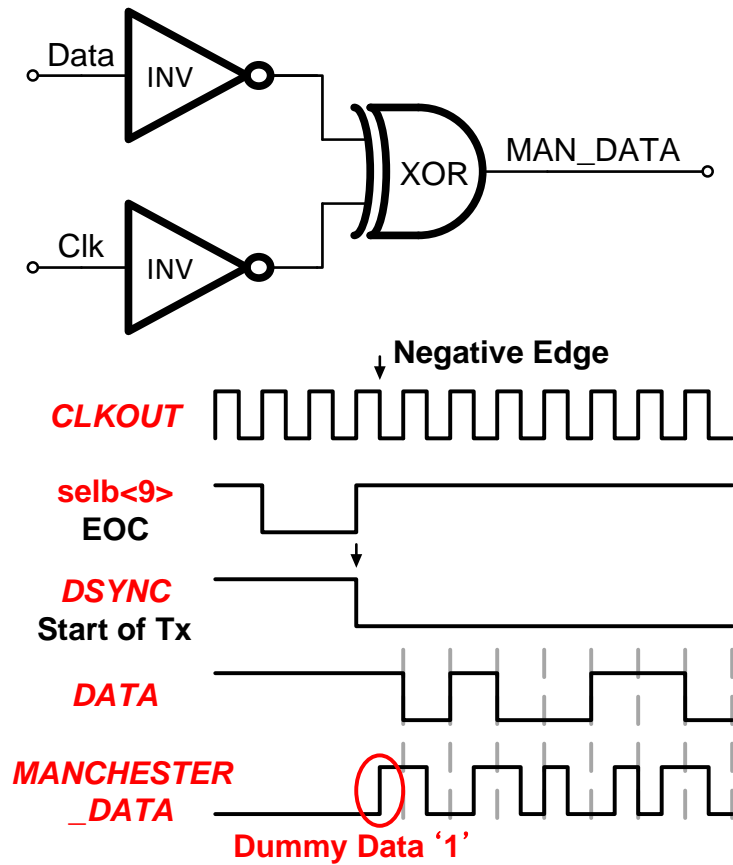 Data
INV
XOR
MAN_DATA
Clk
INV
Negative Edge
CLKOUT
selb<9>
EOC
DSYNC
Start of Tx
DATA
MANCHESTER
_DATA
Dummy Data ‘1’